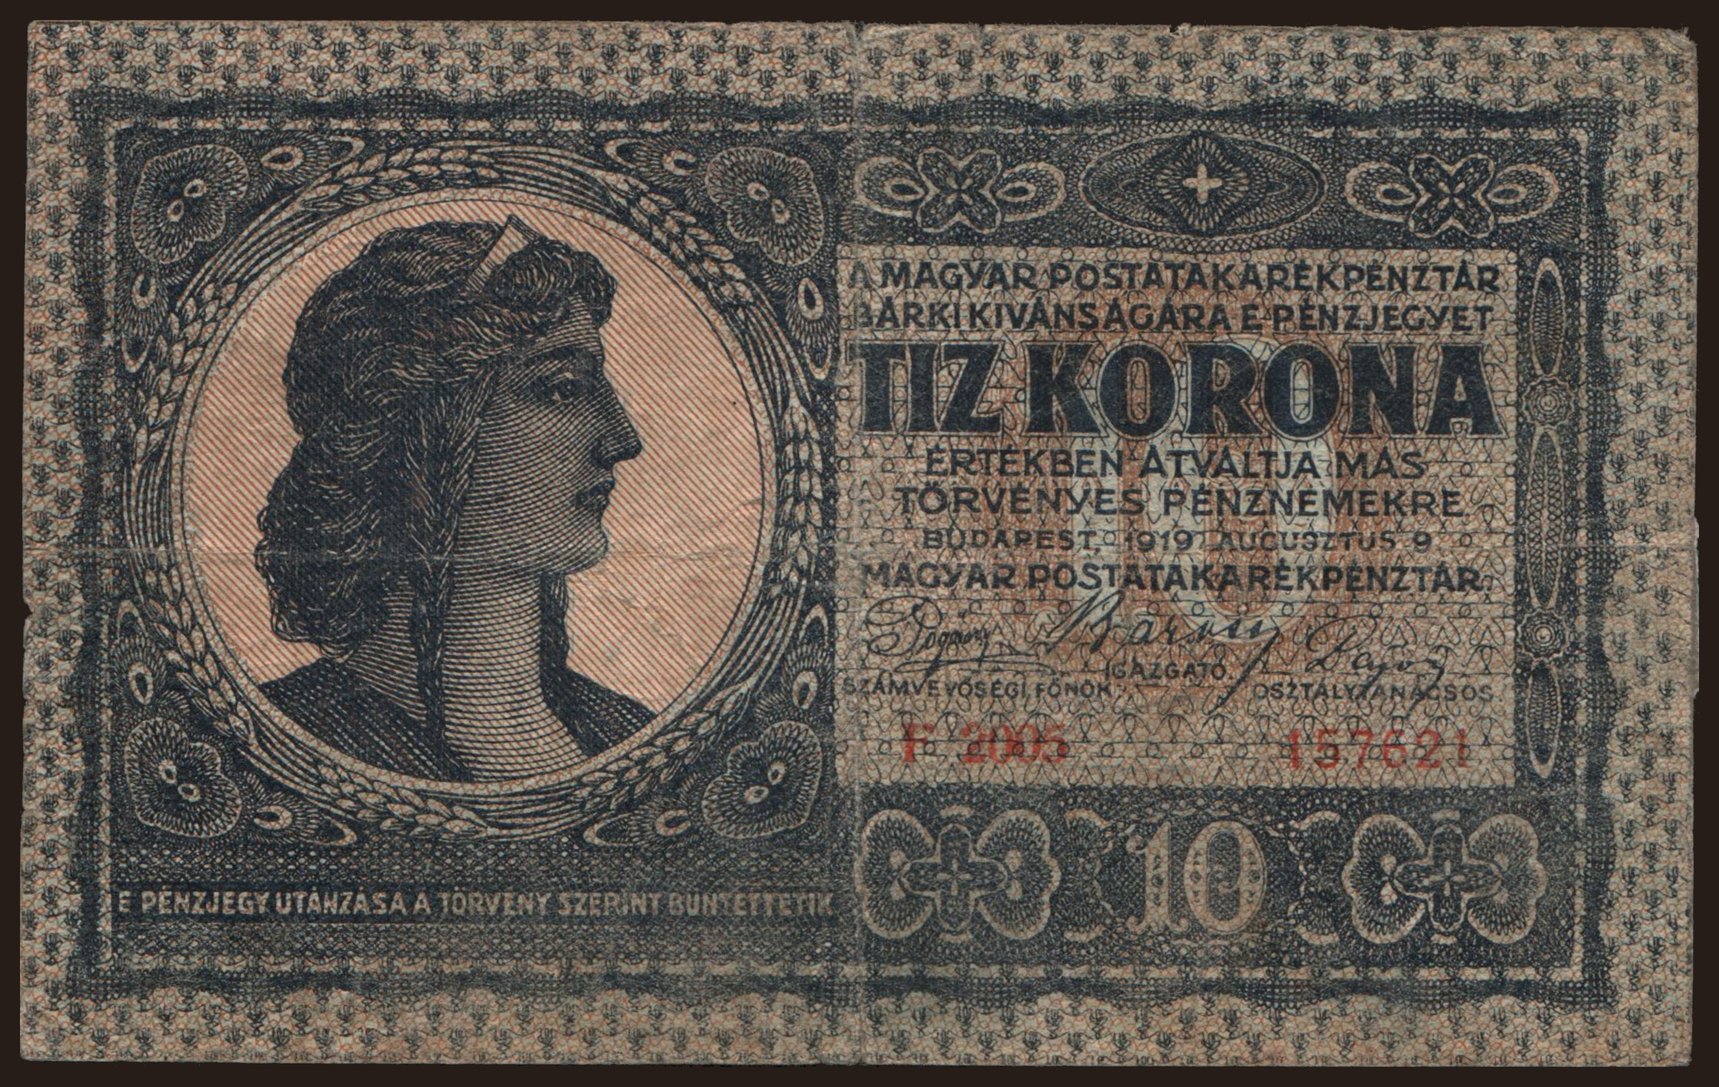 A MAGYAR POSTATAKARÉKPÉNZTÁR
BÁRKI KIVÁNSÁGÁRA E PÉNZJEGYET
TIZ KORONA
ÉRTÉKBEN ÁTVÁLTJA MÁS
TÖRVÉNYES PÉNZNEMEKRE
BUDAPEST, 1919 AUGUSZTUS 9
MAGYAR POSTATAKARÉKPÉNZTÁR.
IGAZGATÓ.
SZÁMVEVŐSÉGI FŐNÖK. OSZTÁLYTANÁCSOS
F 2005 157621
10
10
E PÉNZJEGY UTÁNZÁSA A TÖRVÉNY SZERINT BÜNTETTETIK